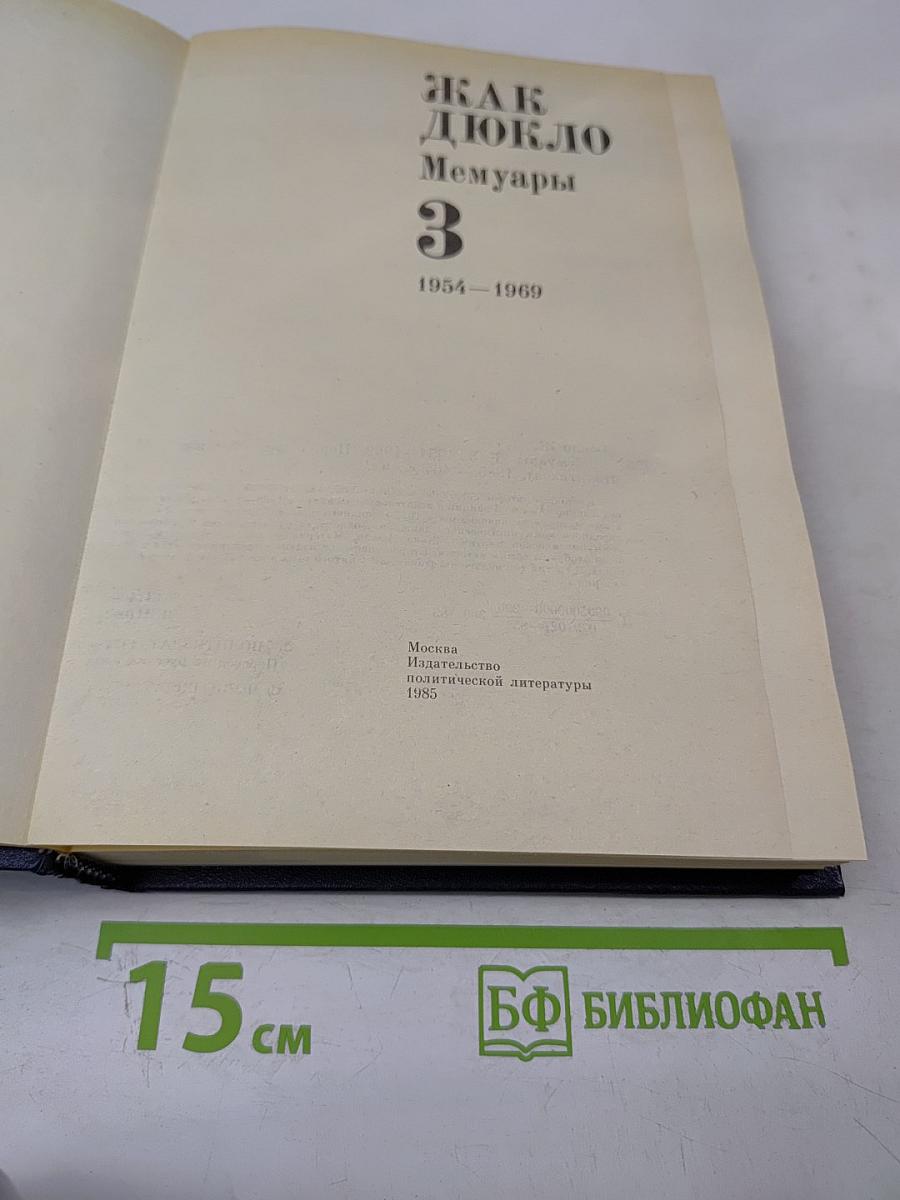 ЖАК
ДЮКЛО
Мемуары
3
1954—1969
Москва
Издательство
политической литературы
1985
15 см
БФ БИБЛИОФАН